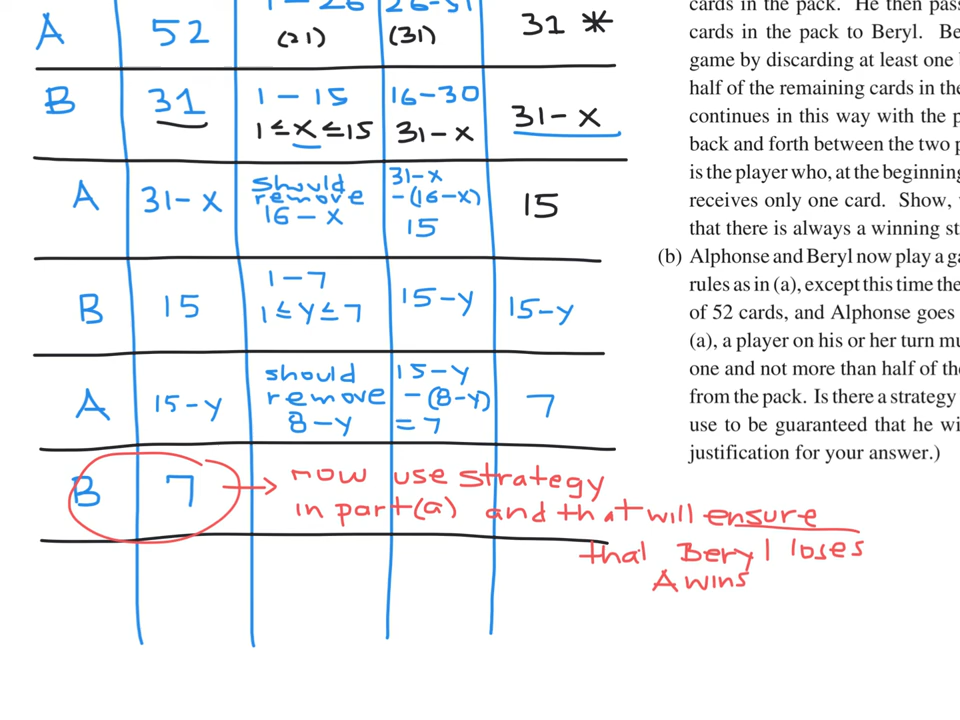 A 52 1-26 26-51 31 *
(21) (31)
B 31 1-15 16-30 31-x
1≤x≤15 31-x
A 31-x should remove 16-x 31-x -(16-x) 15 15
B 15 1-7 15-y 15-y
1≤y≤7
A 15-y should remove 8-y 15-y -(8-y) =7 7
B 7 → now use strategy
in part(a) and that will ensure
that Beryl loses
A wins
cards in the pack. He then pas
cards in the pack to Beryl. Be
game by discarding at least one
half of the remaining cards in the
continues in this way with the p
back and forth between the two p
is the player who, at the beginning
receives only one card. Show,
that there is always a winning st
(b) Alphonse and Beryl now play a ga
rules as in (a), except this time the
of 52 cards, and Alphonse goes
(a), a player on his or her turn mu
one and not more than half of the
from the pack. Is there a strategy
use to be guaranteed that he wi
justification for your answer.)